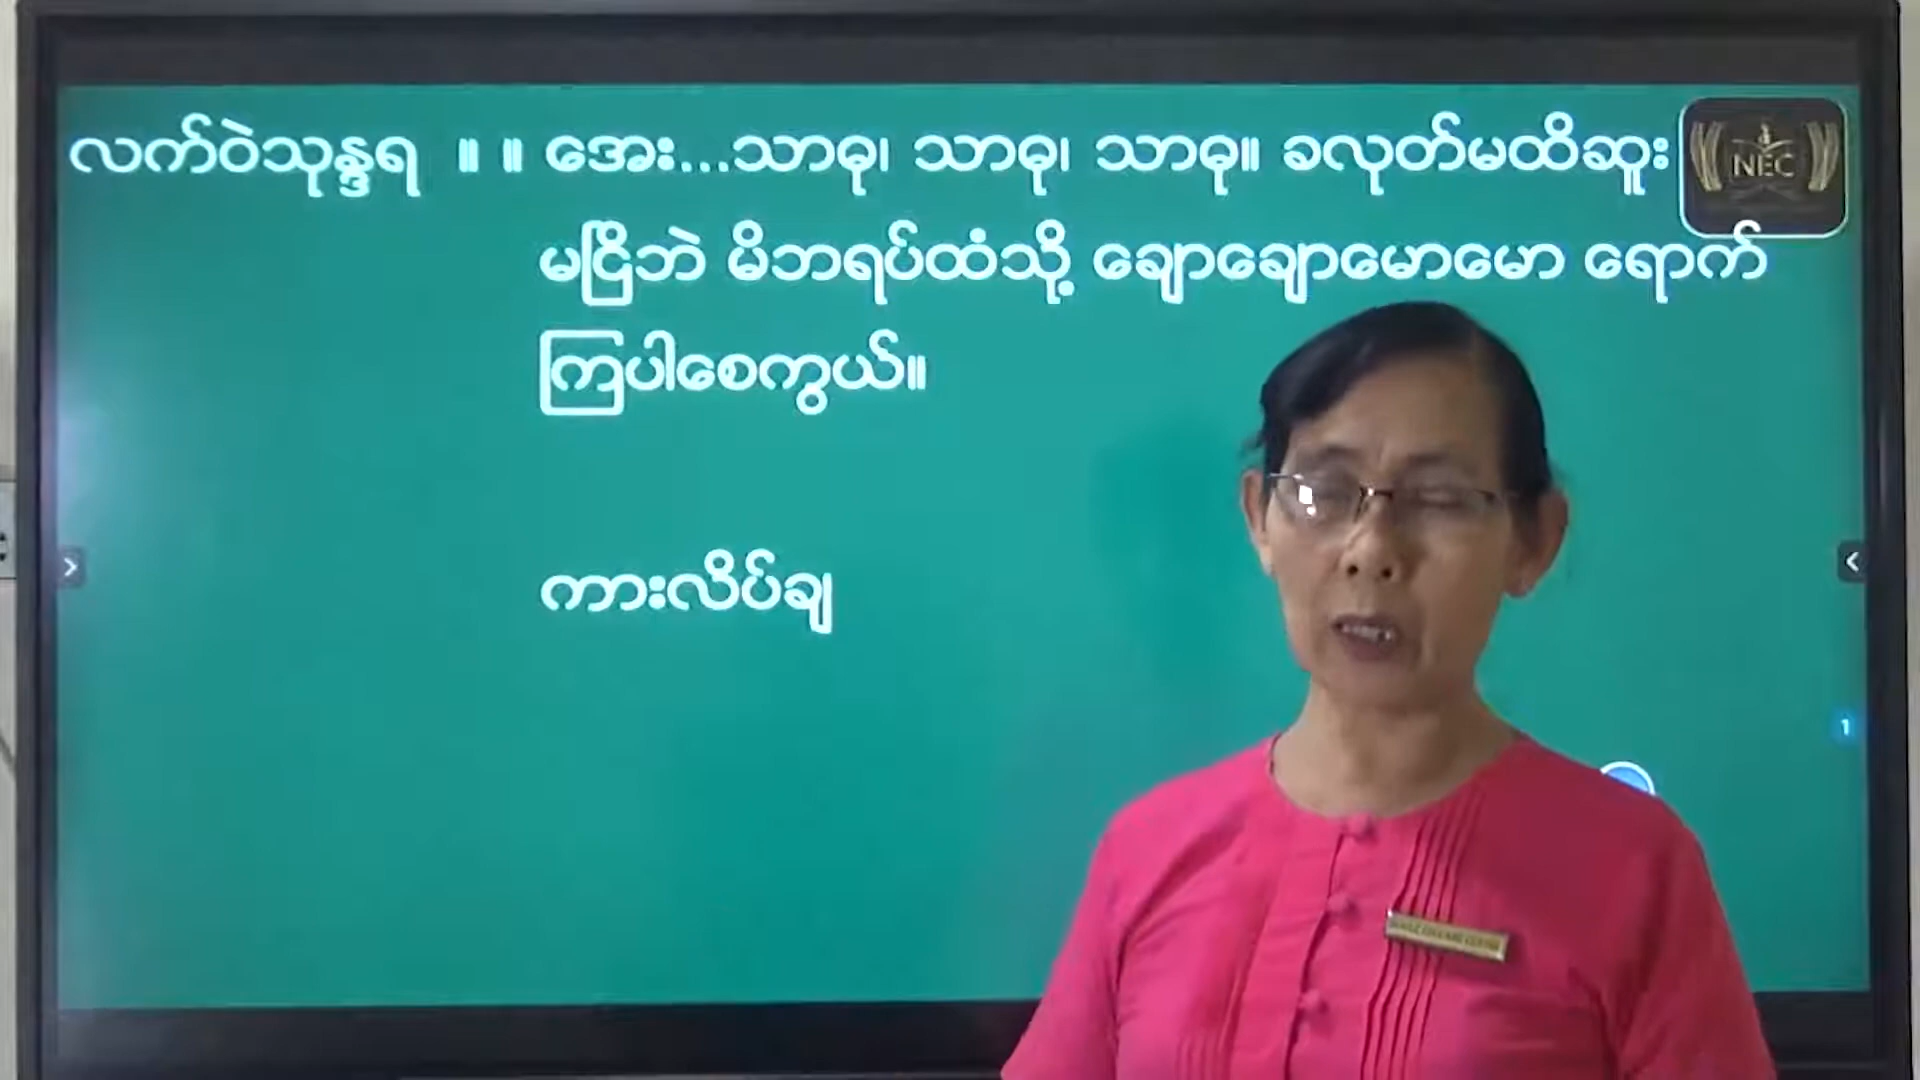 လက်ဝဲသုန္ဒရ ။ ။ အေး...သာဓု၊ သာဓု၊ သာဓု။ ခလုတ်မထိဆူး
NEC
မငြိဘဲ မိဘရပ်ထံသို့ ချောချောမောမော ရောက်
ကြပါစေကွယ်။
ကားလိပ်ချ
1